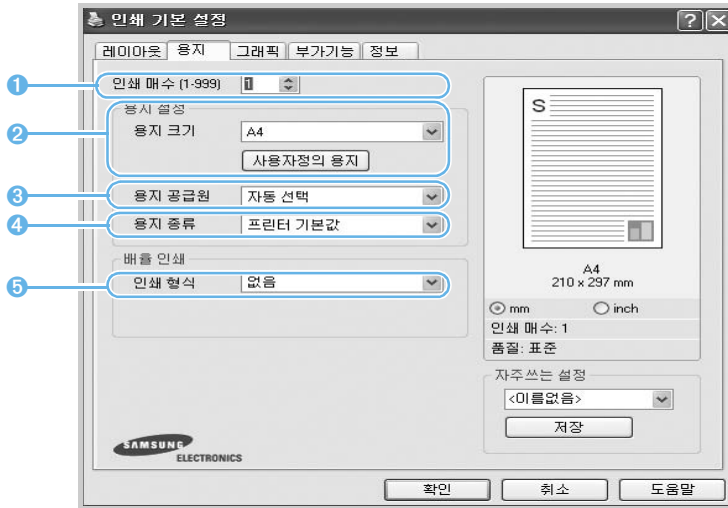 인쇄 기본 설정
레이아웃 용지 그래픽 부가기능 정보
1 인쇄 매수 (1-999) 1
용지 설정
2 용지 크기 A4
사용자정의 용지
3 용지 공급원 자동 선택
4 용지 종류 프린터 기본값
배율 인쇄
5 인쇄 형식 없음
S
A4
210 x 297 mm
mm inch
인쇄 매수: 1
품질: 표준
자주쓰는 설정
<이름없음>
저장
SAMSUNG
ELECTRONICS
확인 취소 도움말